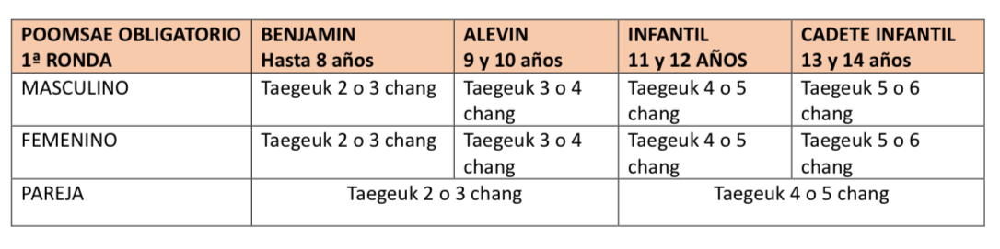 POOMSAE OBLIGATORIO BENJAMIN ALEVIN INFANTIL CADETE INFANTIL
1ª RONDA Hasta 8 años 9 y 10 años 11 y 12 AÑOS 13 y 14 años
MASCULINO Taegeuk 2 o 3 chang Taegeuk 3 o 4 Taegeuk 4 o 5 Taegeuk 5 o 6
chang chang chang
FEMENINO Taegeuk 2 o 3 chang Taegeuk 3 o 4 Taegeuk 4 o 5 Taegeuk 5 o 6
chang chang chang
PAREJA Taegeuk 2 o 3 chang Taegeuk 4 o 5 chang